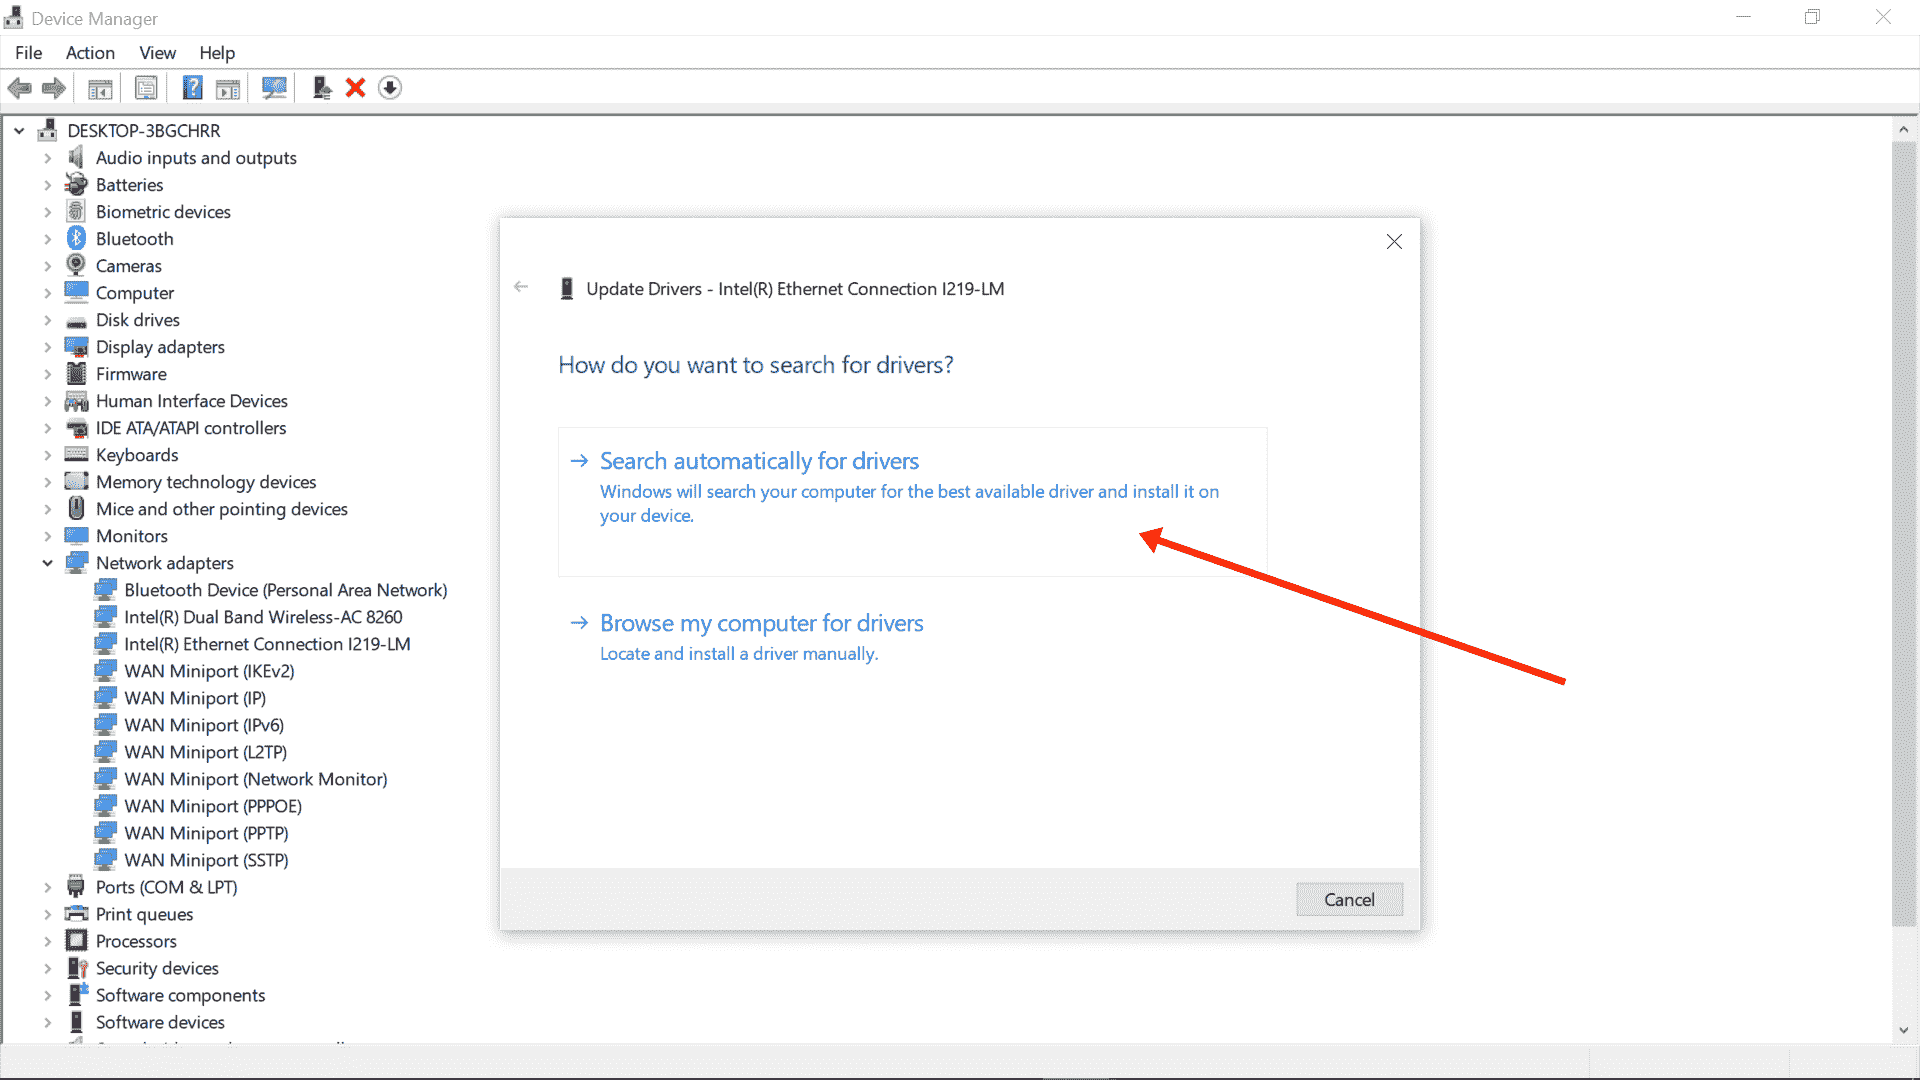 Device Manager
File Action View Help
DESKTOP-3BGCHRR
Audio inputs and outputs
Batteries
Biometric devices
Bluetooth
Cameras
Computer
Disk drives
Display adapters
Firmware
Human Interface Devices
IDE ATA/ATAPI controllers
Keyboards
Memory technology devices
Mice and other pointing devices
Monitors
Network adapters
Bluetooth Device (Personal Area Network)
Intel(R) Dual Band Wireless-AC 8260
Intel(R) Ethernet Connection I219-LM
WAN Miniport (IKEv2)
WAN Miniport (IP)
WAN Miniport (IPv6)
WAN Miniport (L2TP)
WAN Miniport (Network Monitor)
WAN Miniport (PPPOE)
WAN Miniport (PPTP)
WAN Miniport (SSTP)
Ports (COM & LPT)
Print queues
Processors
Security devices
Software components
Software devices
Update Drivers - Intel(R) Ethernet Connection I219-LM
How do you want to search for drivers?
Search automatically for drivers
Windows will search your computer for the best available driver and install it on
your device.
Browse my computer for drivers
Locate and install a driver manually.
Cancel